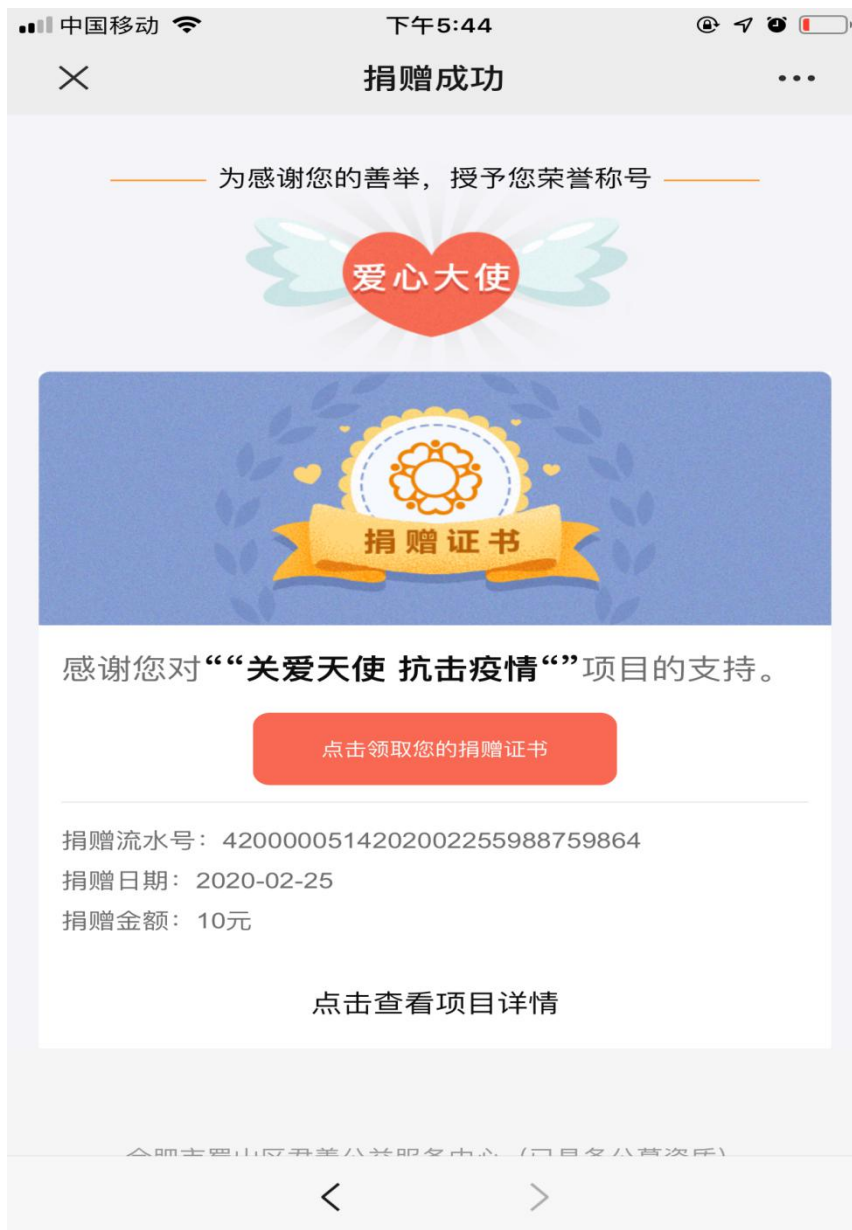 中国移动 下午5:44
捐赠成功
为感谢您的善举，授予您荣誉称号
爱心大使
捐赠证书
感谢您对““关爱天使 抗击疫情“”项目的支持。
点击领取您的捐赠证书
捐赠流水号：4200000514202002255988759864
捐赠日期：2020-02-25
捐赠金额：10元
点击查看项目详情